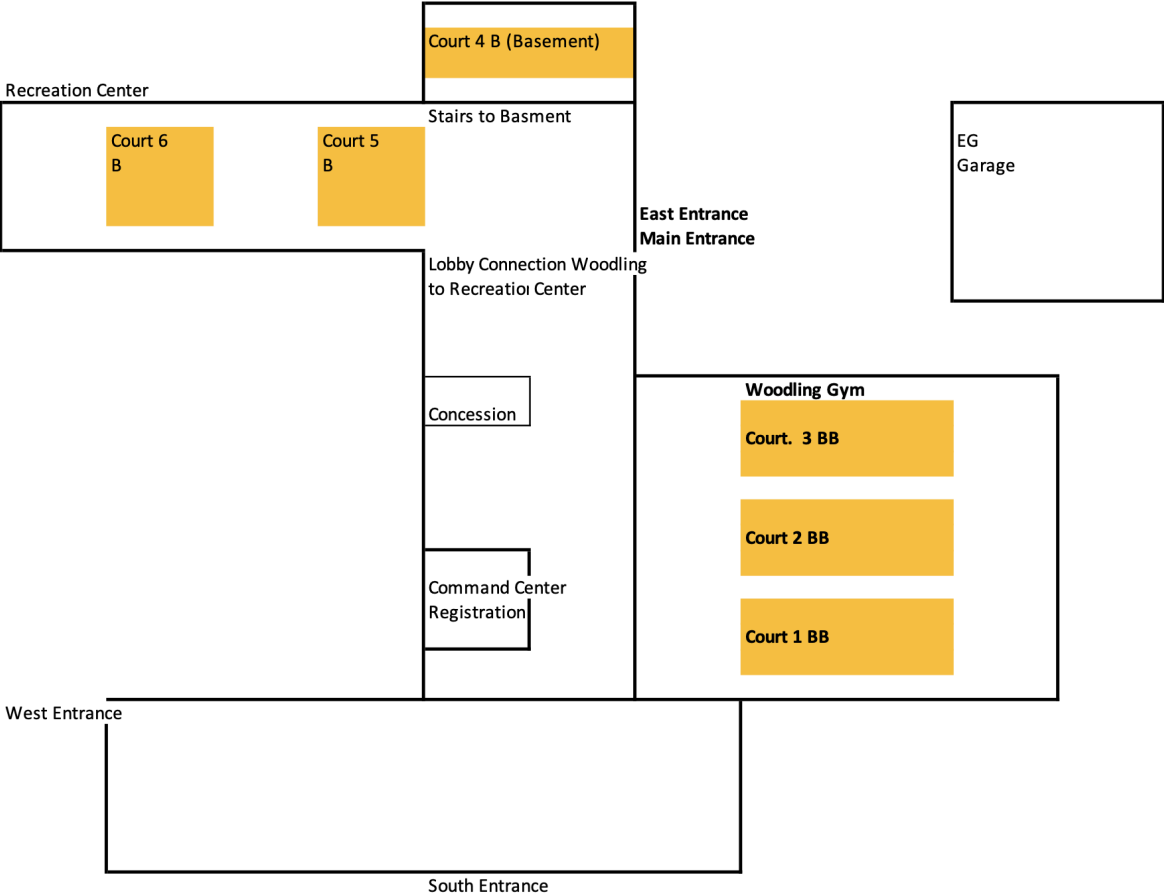 Court 4 B (Basement)
Recreation Center
Stairs to Basment
Court 6
B
Court 5
B
EG
Garage
East Entrance
Main Entrance
Lobby Connection Woodling
to Recreatior Center
Woodling Gym
Concession
Court.  3 BB
Court 2 BB
Command Center
Registration
Court 1 BB
West Entrance
South Entrance